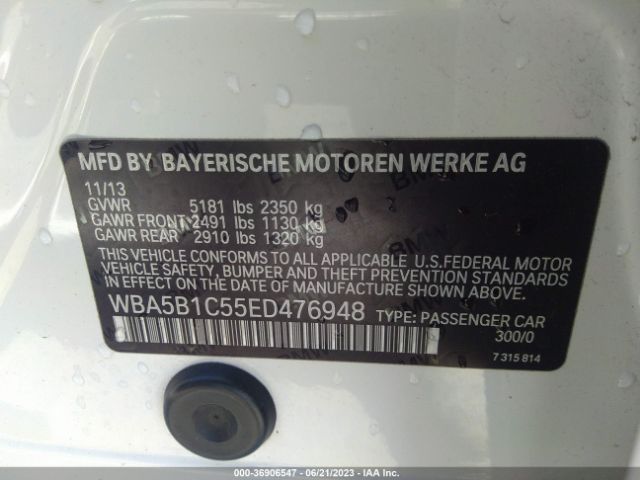 MFD BY BAYERISCHE MOTOREN WERKE AG
11/13
GVWR 5181 lbs 2350 kg
GAWR FRONT 2491 lbs 1130 kg
GAWR REAR 2910 lbs 1320 kg
THIS VEHICLE CONFORMS TO ALL APPLICABLE U.S.FEDERAL MOTOR
VEHICLE SAFETY, BUMPER AND THEFT PREVENTION STANDARDS
IN EFFECT ON THE DATE OF MANUFACTURE SHOWN ABOVE.
WBA5B1C55ED476948 TYPE: PASSENGER CAR
300/0
7 315 814
000-36906547 - 06/21/2023 - IAA Inc.